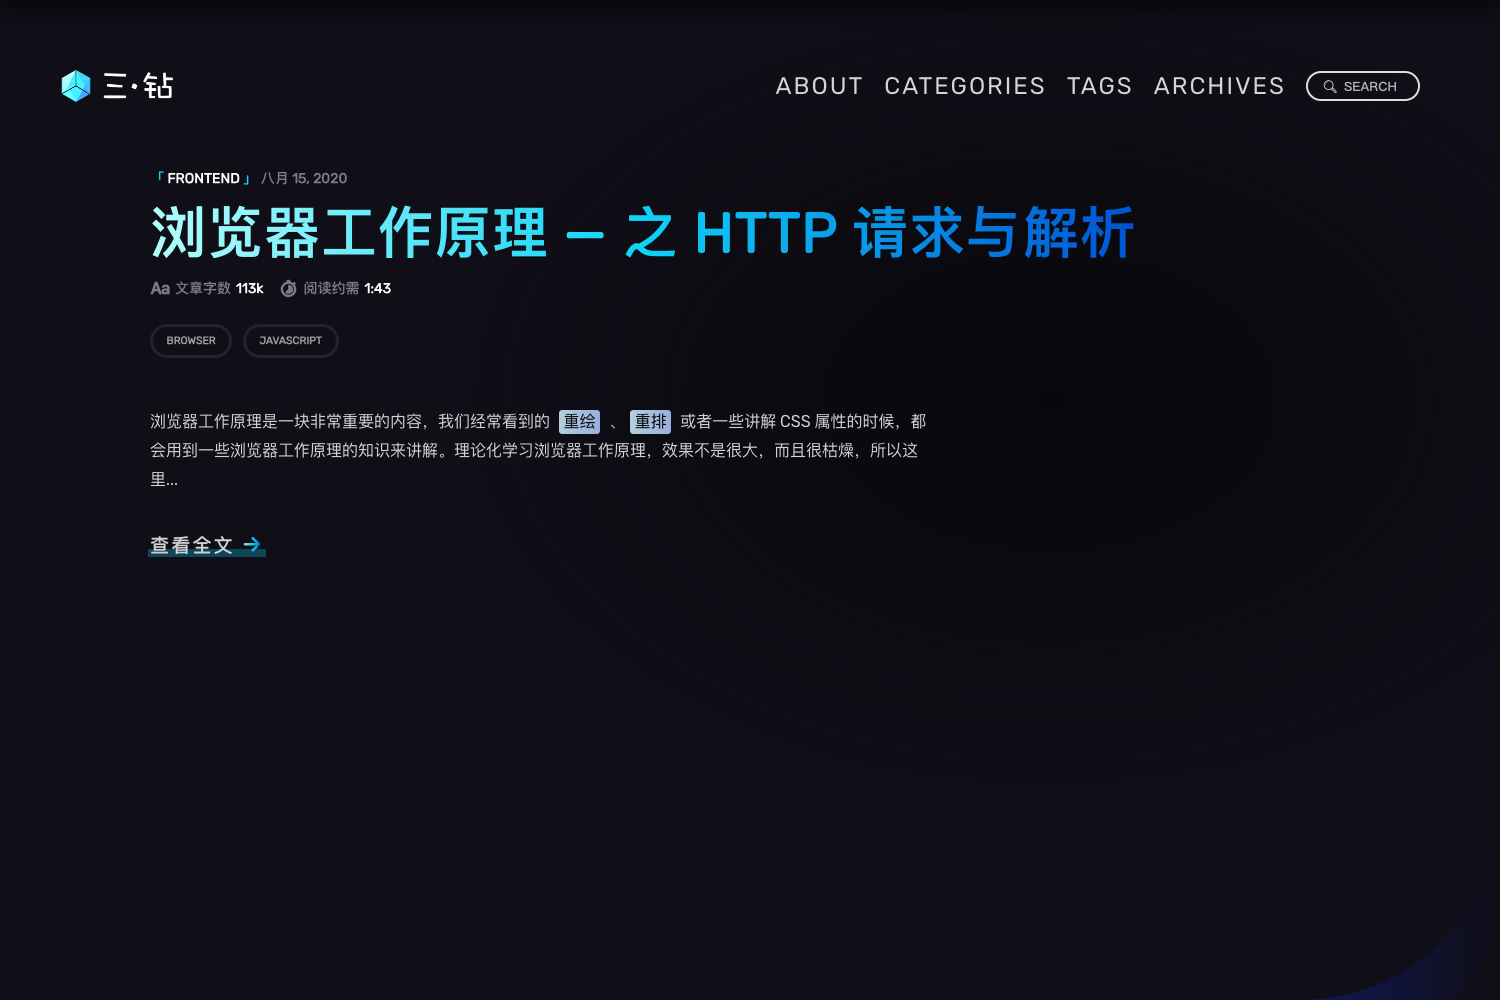 三·钻
ABOUT CATEGORIES TAGS ARCHIVES SEARCH
「 FRONTEND 」 八月 15, 2020
浏览器工作原理 – 之 HTTP 请求与解析
Aa 文章字数 113k 阅读约需 1:43
BROWSER JAVASCRIPT
浏览器工作原理是一块非常重要的内容，我们经常看到的 重绘 、 重排 或者一些讲解 CSS 属性的时候，都
会用到一些浏览器工作原理的知识来讲解。理论化学习浏览器工作原理，效果不是很大，而且很枯燥，所以这
里...
查看全文 →